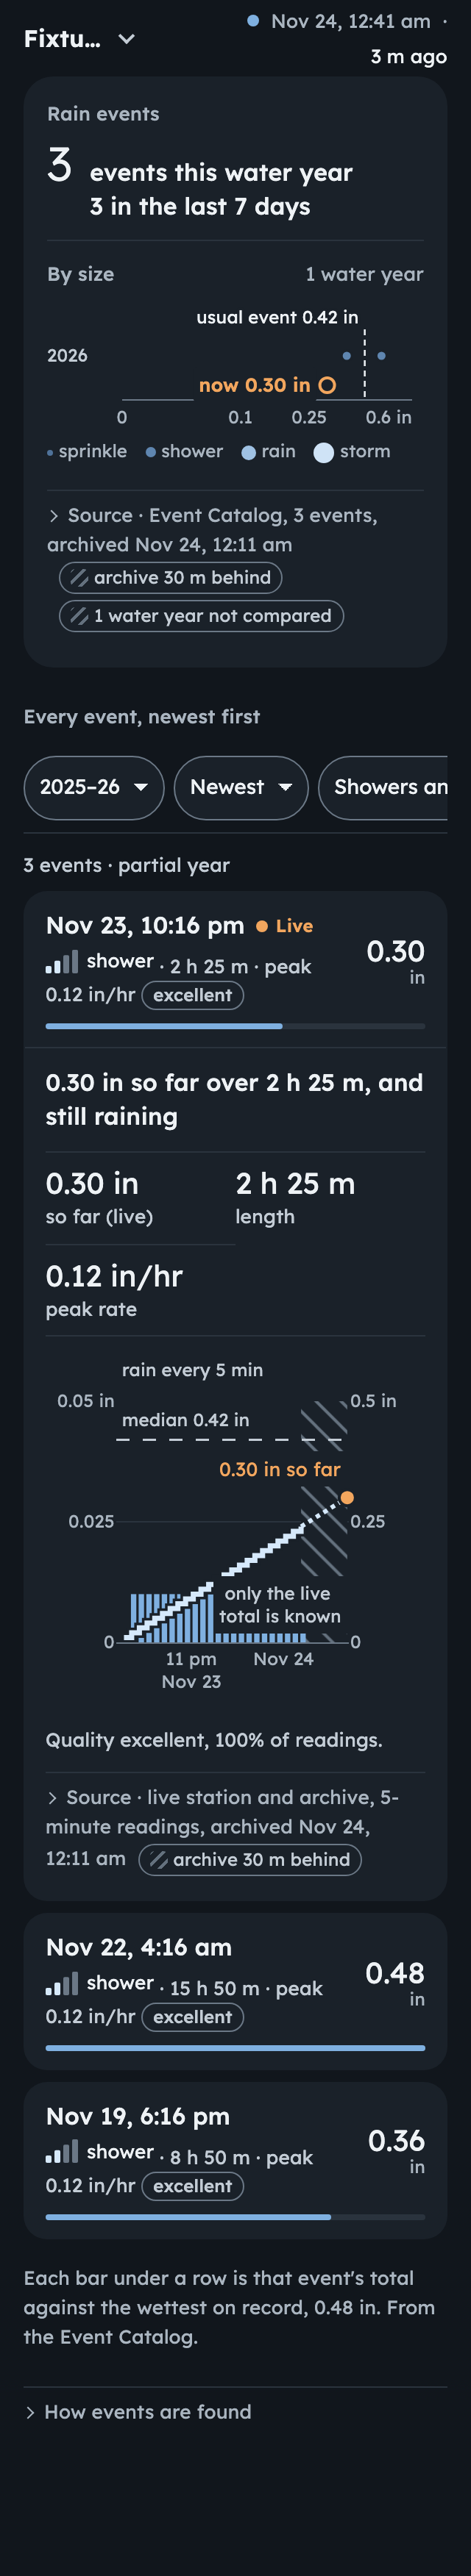 Fixtu...
Nov 24, 12:41 am ·
3 m ago
Rain events
3 events this water year
3 in the last 7 days
By size
1 water year
usual event 0.42 in
2026
now 0.30 in
0 0.1 0.25 0.6 in
sprinkle shower rain storm
Source · Event Catalog, 3 events,
archived Nov 24, 12:11 am
archive 30 m behind
1 water year not compared
Every event, newest first
2025–26
Newest
Showers an
3 events · partial year
Nov 23, 10:16 pm Live
shower · 2 h 25 m · peak
0.12 in/hr excellent
0.30
in
0.30 in so far over 2 h 25 m, and
still raining
0.30 in
so far (live)
2 h 25 m
length
0.12 in/hr
peak rate
rain every 5 min
0.05 in
0.5 in
median 0.42 in
0.30 in so far
0.025
0.25
only the live
total is known
0
0
11 pm
Nov 24
Nov 23
Quality excellent, 100% of readings.
Source · live station and archive, 5-
minute readings, archived Nov 24,
12:11 am archive 30 m behind
Nov 22, 4:16 am
shower · 15 h 50 m · peak
0.12 in/hr excellent
0.48
in
Nov 19, 6:16 pm
shower · 8 h 50 m · peak
0.12 in/hr excellent
0.36
in
Each bar under a row is that event's total
against the wettest on record, 0.48 in. From
the Event Catalog.
How events are found